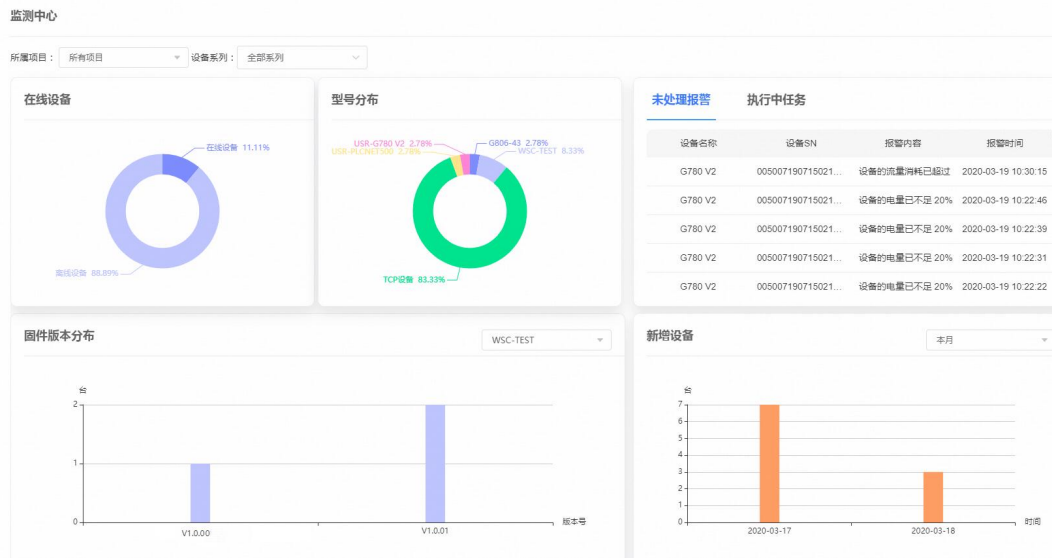 监测中心
所属项目： 所有项目 设备系列： 全部系列
在线设备
在线设备 11.11%
离线设备 88.89%
型号分布
USR-G780 V2 2.78%
G806-43 2.78%
USR-PLCNET500 2.78%
WSC-TEST 8.33%
TCP设备 83.33%
未处理报警 执行中任务
设备名称 设备SN 报警内容 报警时间
G780 V2 005007190715021... 设备的流量消耗已超过 2020-03-19 10:30:15
G780 V2 005007190715021... 设备的电量已不足 20% 2020-03-19 10:22:46
G780 V2 005007190715021... 设备的电量已不足 20% 2020-03-19 10:22:39
G780 V2 005007190715021... 设备的电量已不足 20% 2020-03-19 10:22:31
G780 V2 005007190715021... 设备的电量已不足 20% 2020-03-19 10:22:22
固件版本分布 WSC-TEST
台
2
1
0
V1.0.00 V1.0.01 版本号
新增设备 本月
台
7
6
5
4
3
2
1
0
2020-03-17 2020-03-18 时间